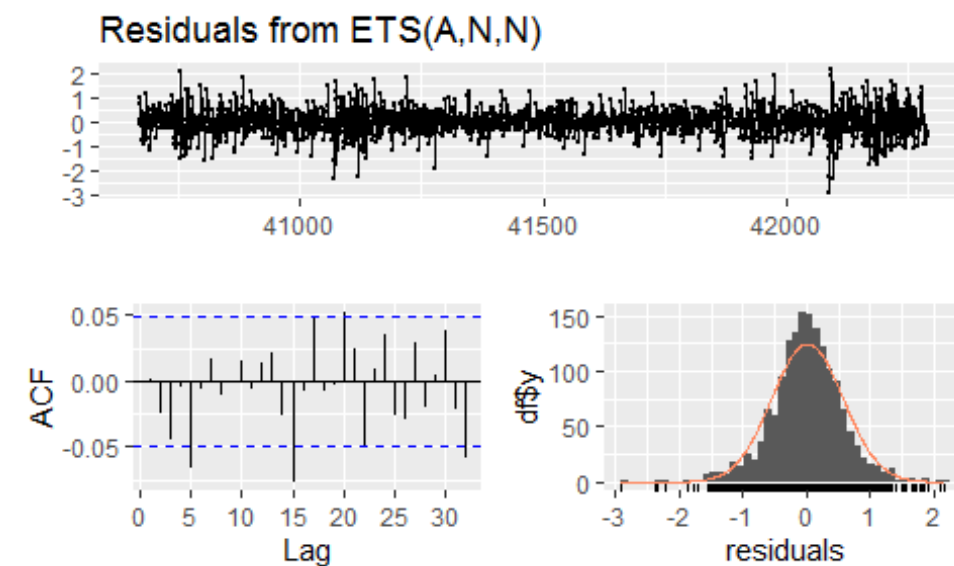 Residuals from ETS(A,N,N)
2
1
0
-1
-2
-3
41000 41500 42000
0.05
0.00
-0.05
ACF
0 5 10 15 20 25 30
Lag
150
100
50
0
df$y
-3 -2 -1 0 1 2
residuals